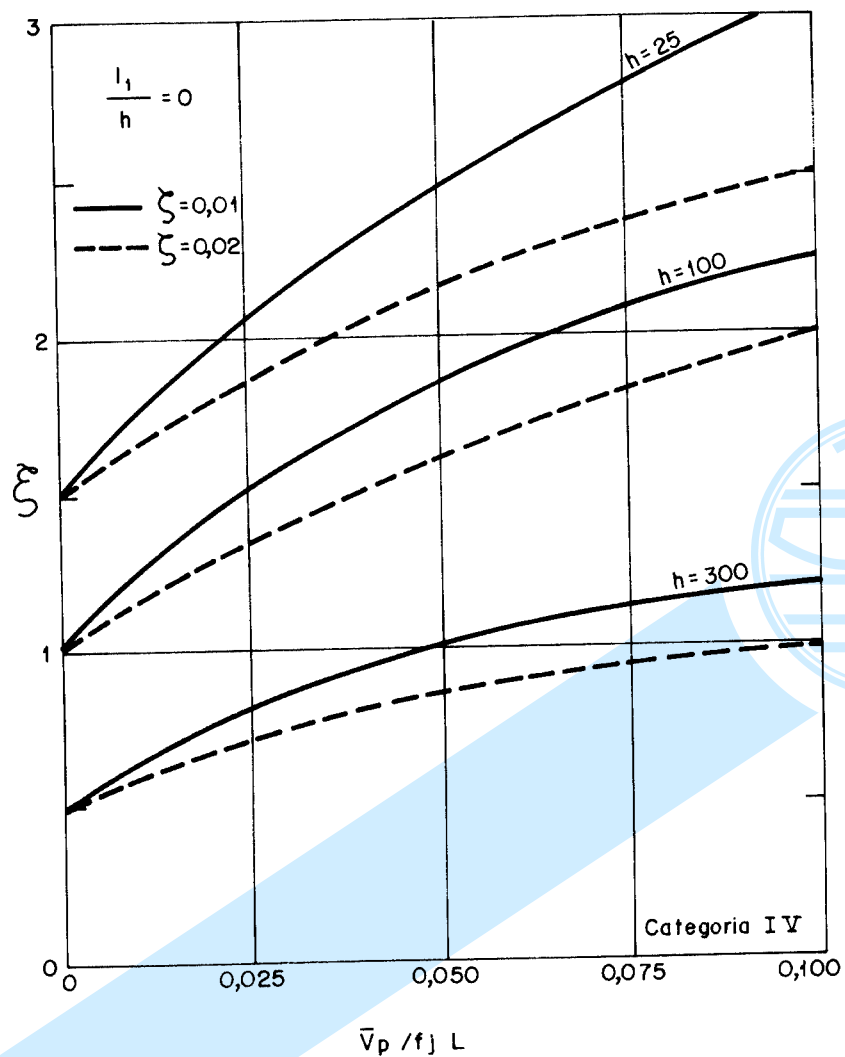 3
l₁
h
= 0
ζ=0,01
ζ=0,02
h=25
h=100
2
ξ
h=300
1
Categoria IV
0
0
0,025
0,050
0,075
0,100
V̄p /fj L